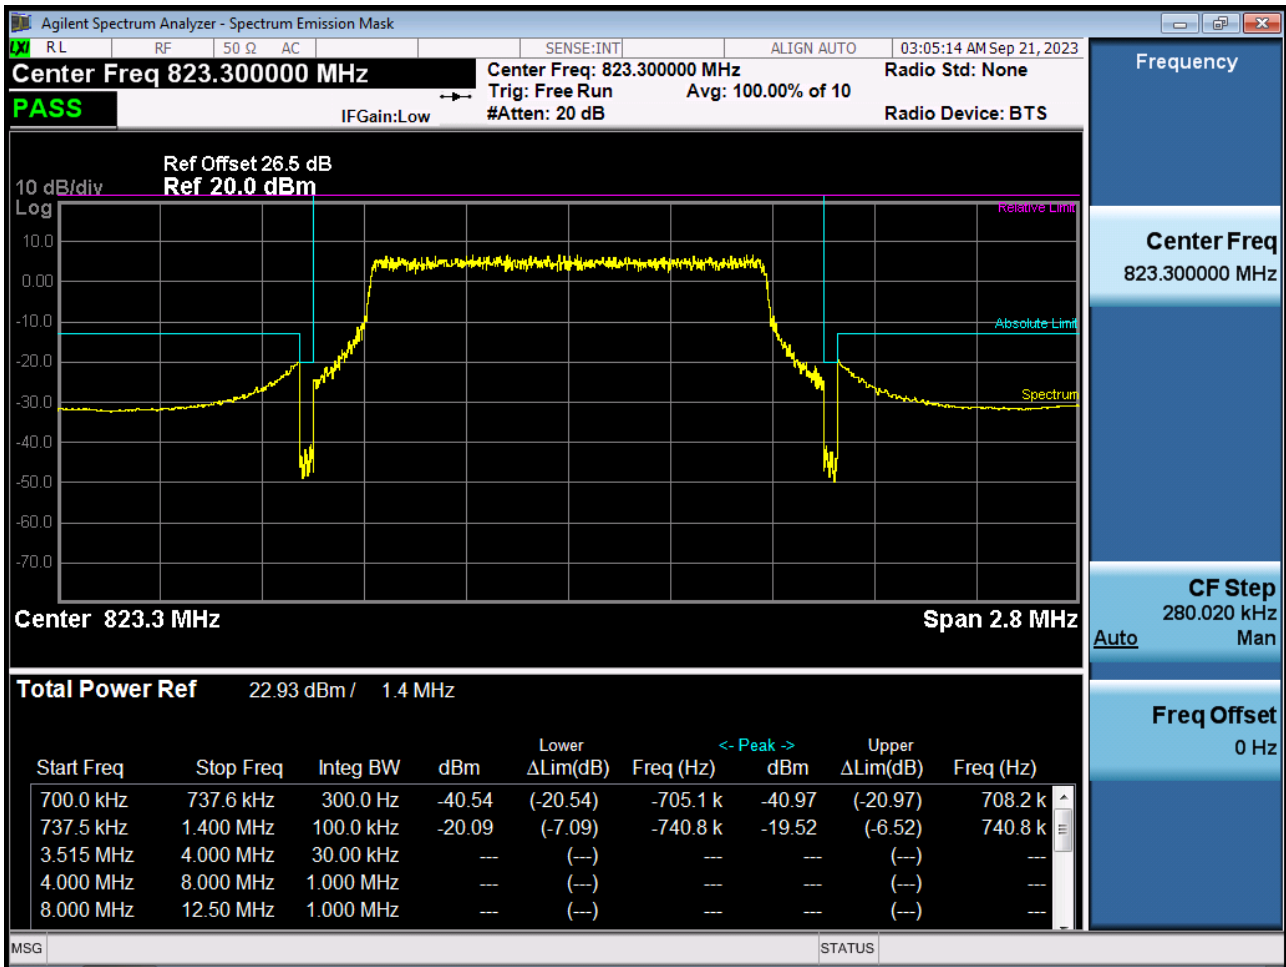 Agilent Spectrum Analyzer - Spectrum Emission Mask
LXI RL RF 50 Ω AC SENSE:INT ALIGN AUTO 03:05:14 AM Sep 21, 2023
Center Freq 823.300000 MHz
Center Freq: 823.300000 MHz Radio Std: None
Trig: Free Run Avg: 100.00% of 10
PASS
IFGain:Low
#Atten: 20 dB Radio Device: BTS
Ref Offset 26.5 dB
10 dB/div Ref 20.0 dBm
Log
Relative Limit
10.0
0.00
-10.0
Absolute Limit
-20.0
-30.0
Spectrum
-40.0
-50.0
-60.0
-70.0
Center 823.3 MHz Span 2.8 MHz
Total Power Ref 22.93 dBm / 1.4 MHz
Lower <- Peak -> Upper
Start Freq Stop Freq Integ BW dBm ΔLim(dB) Freq (Hz) dBm ΔLim(dB) Freq (Hz)
700.0 kHz 737.6 kHz 300.0 Hz -40.54 (-20.54) -705.1 k -40.97 (-20.97) 708.2 k
737.5 kHz 1.400 MHz 100.0 kHz -20.09 (-7.09) -740.8 k -19.52 (-6.52) 740.8 k
3.515 MHz 4.000 MHz 30.00 kHz --- (---) --- --- (---) ---
4.000 MHz 8.000 MHz 1.000 MHz --- (---) --- --- (---) ---
8.000 MHz 12.50 MHz 1.000 MHz --- (---) --- --- (---) ---
MSG STATUS
Frequency
Center Freq
823.300000 MHz
CF Step
280.020 kHz
Auto Man
Freq Offset
0 Hz